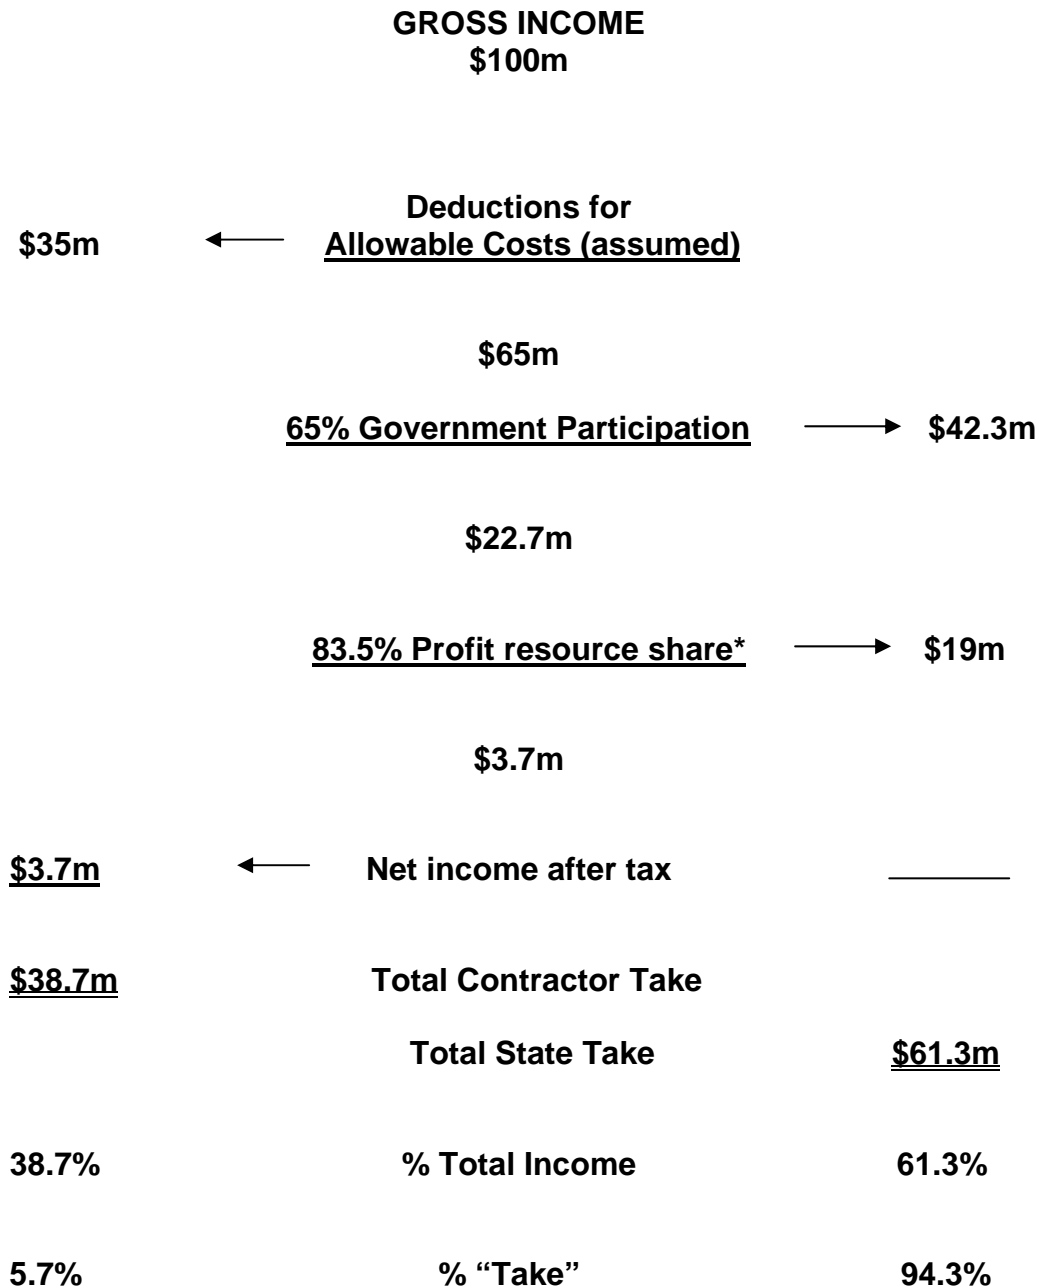 GROSS INCOME
$100m
Deductions for
$35m Allowable Costs (assumed)
$65m
65% Government Participation $42.3m
$22.7m
83.5% Profit resource share* $19m
$3.7m
$3.7m Net income after tax
$38.7m Total Contractor Take
Total State Take $61.3m
38.7% % Total Income 61.3%
5.7% % “Take” 94.3%